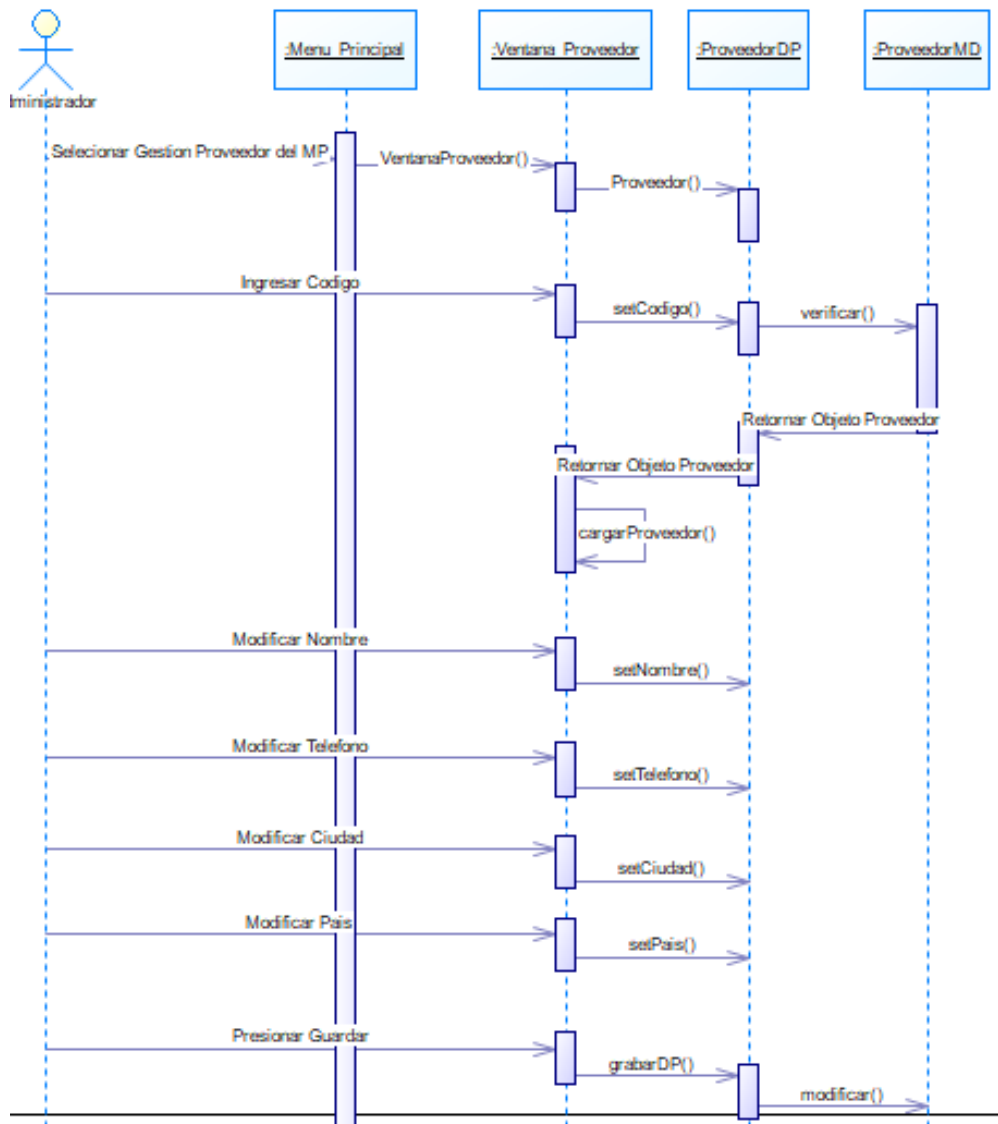 :Menu_Principal
:Ventana_Proveedor
:ProveedorDP
:ProveedorMD
ministrador
Selecionar Gestion Proveedor del MP
VentanaProveedor()
Proveedor()
Ingresar Codigo
setCodigo()
verificar()
Retornar Objeto Proveedor
Retornar Objeto Proveedor
cargarProveedor()
Modificar Nombre
setNombre()
Modificar Telefono
setTelefono()
Modificar Ciudad
setCiudad()
Modificar Pais
setPais()
Presionar Guardar
grabarDP()
modificar()